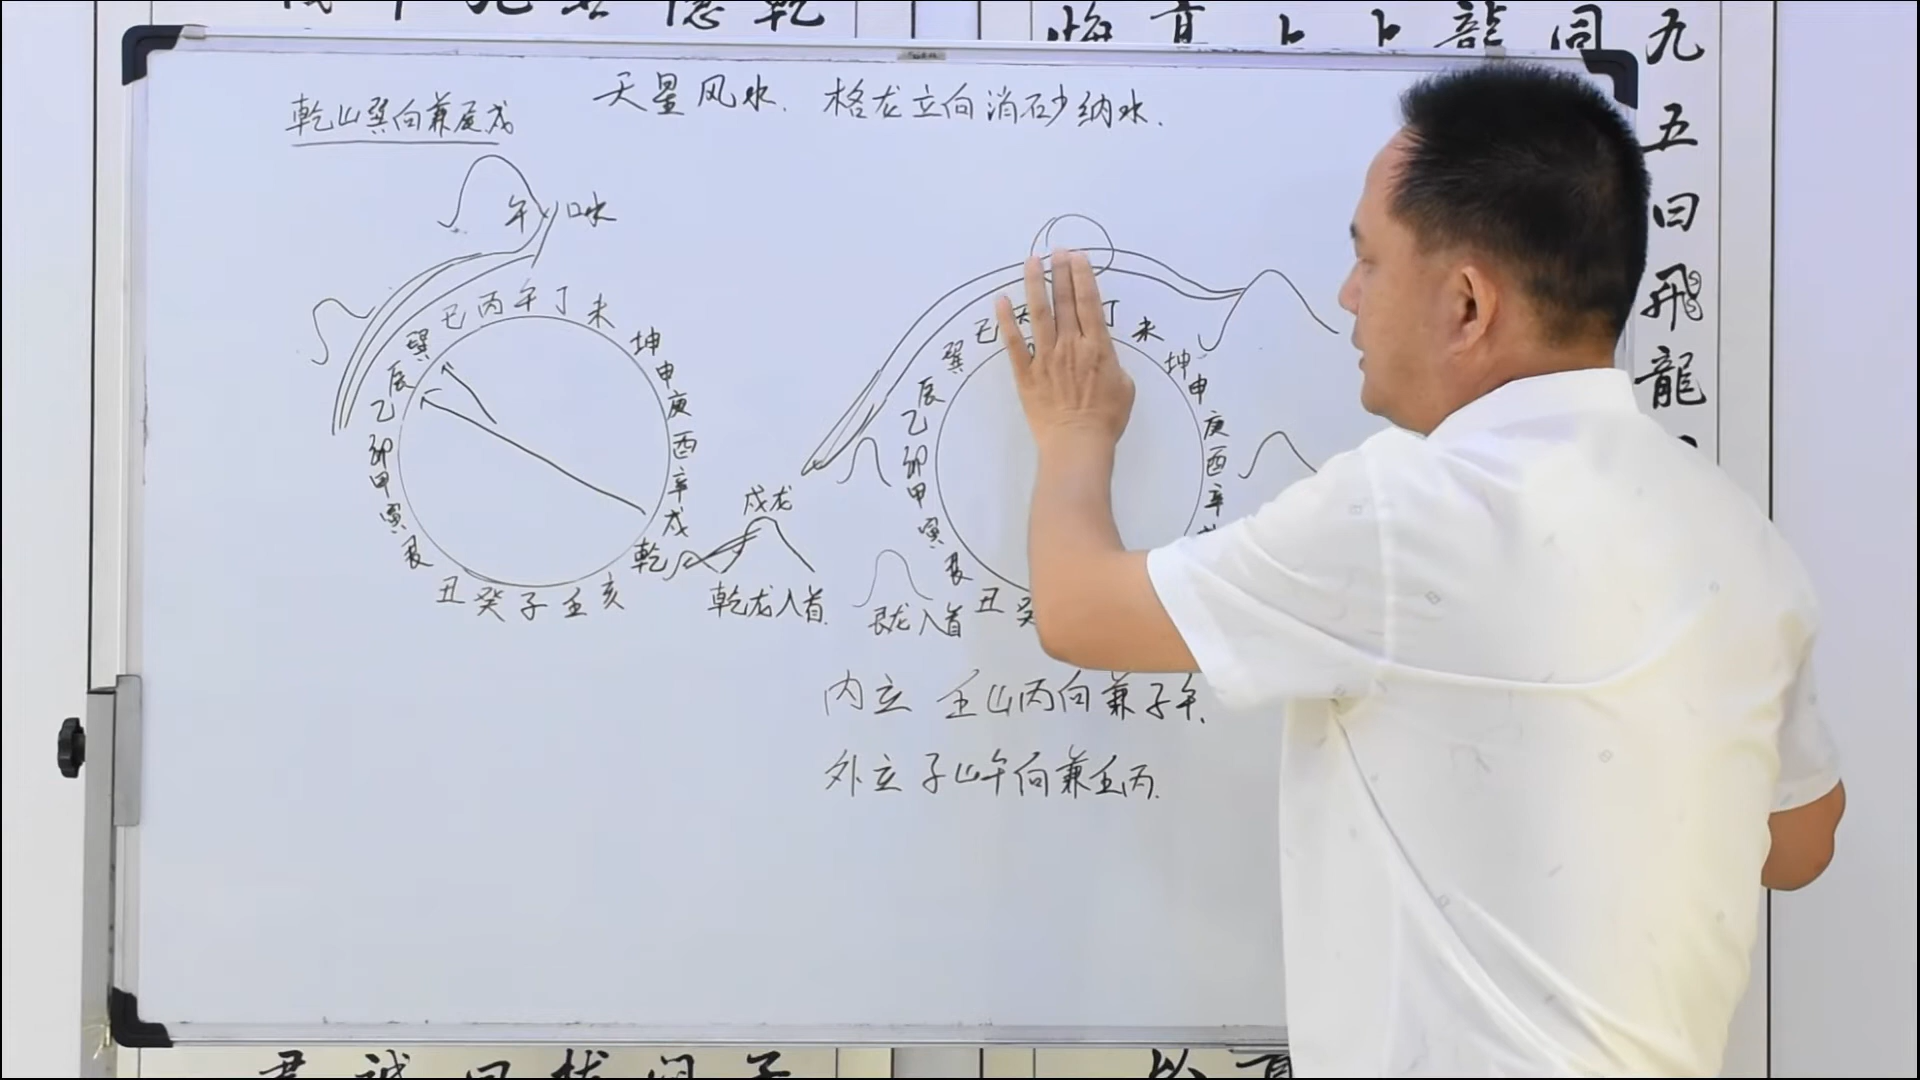 九五曰飛龍
天星风水、格龙立向消砂纳水.
乾山巽向兼辰戌
午
口水
巳丙午丁未
坤申庚酉辛戌
乾
亥壬子癸丑
艮寅甲卯乙辰巽
戌龙
乾龙入首.
巳
丁未
坤申庚酉辛
巽辰乙卯甲寅艮丑
艮龙入首
内立 壬山丙向兼子午.
外立 子山午向兼壬丙.